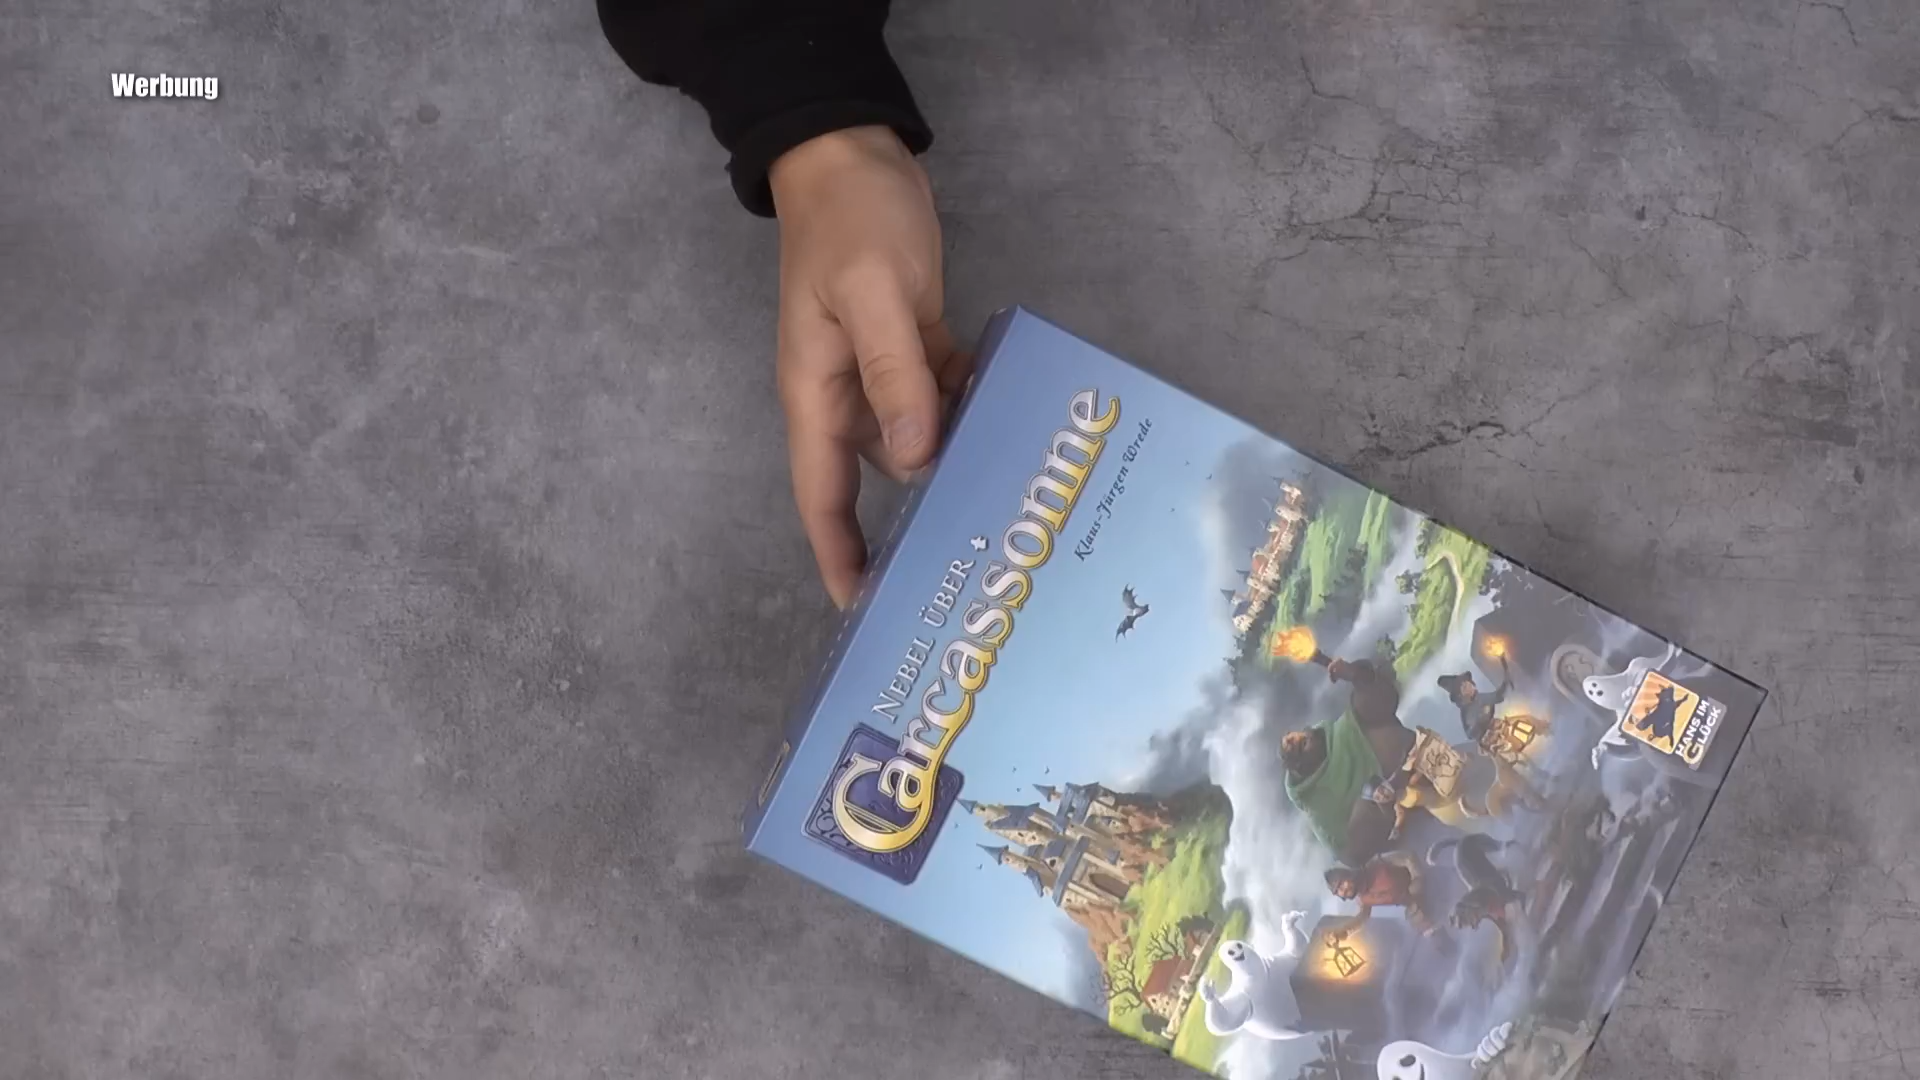 Werbung
NEBEL ÜBER
Carcassonne
Klaus-Jürgen Wrede
HANS IM
GLÜCK